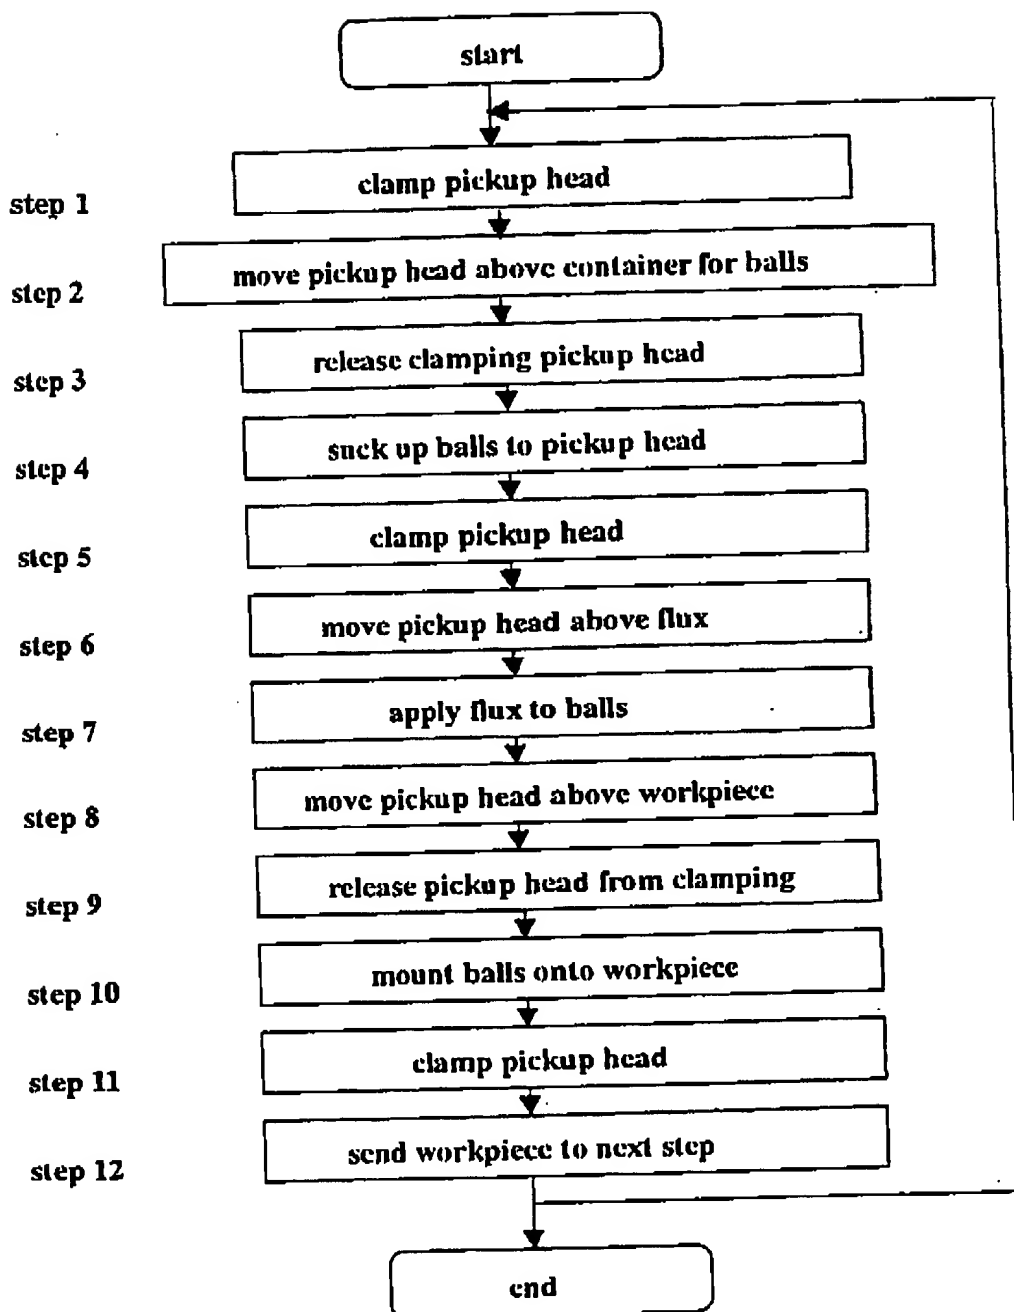 start
step 1
clamp pickup head
step 2
move pickup head above container for balls
step 3
release clamping pickup head
step 4
suck up balls to pickup head
step 5
clamp pickup head
step 6
move pickup head above flux
step 7
apply flux to balls
step 8
move pickup head above workpiece
step 9
release pickup head from clamping
step 10
mount balls onto workpiece
step 11
clamp pickup head
step 12
send workpiece to next step
end